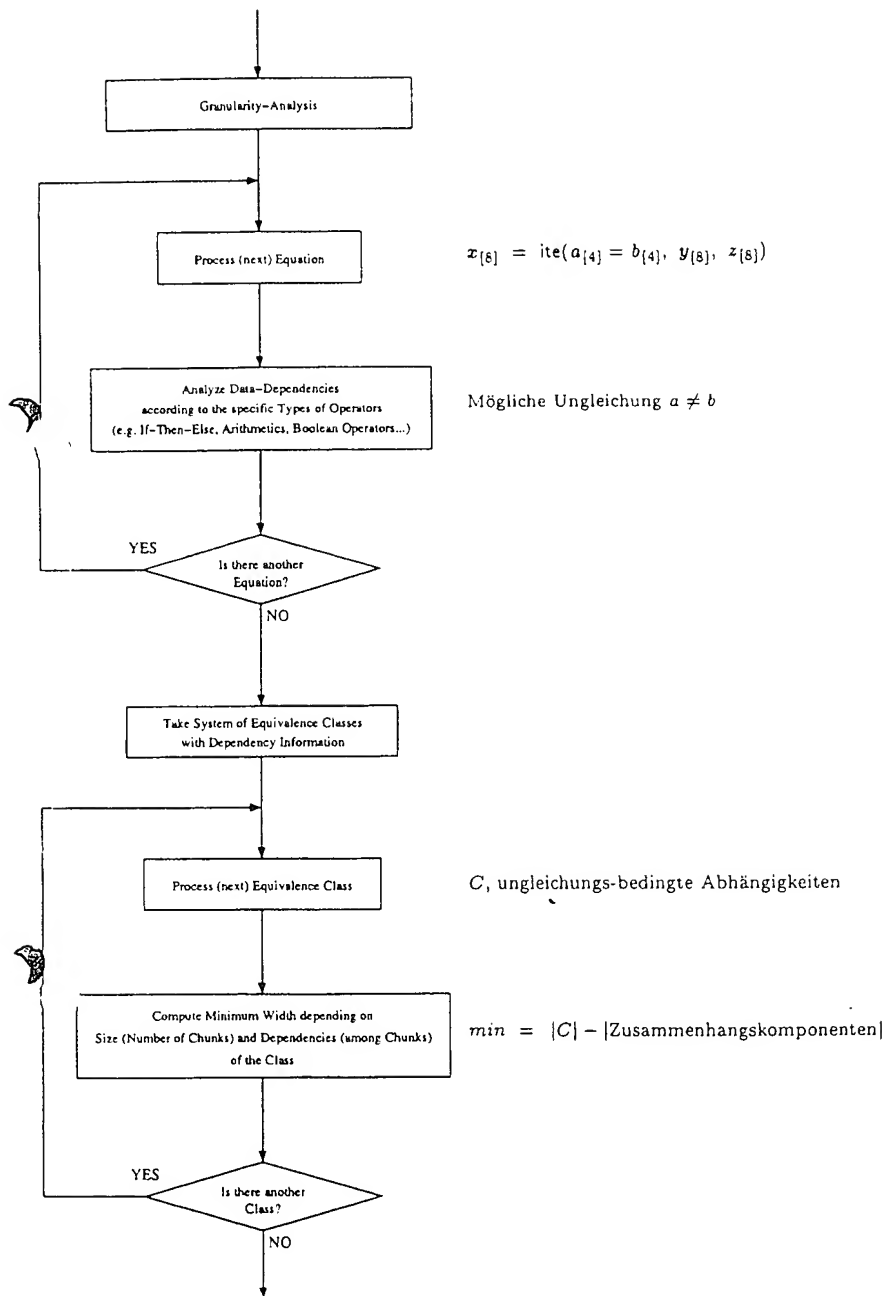 Granularity-Analysis
Process (next) Equation
x[8] = ite(a[4] = b[4], y[8], z[8])
Analyze Data-Dependencies
according to the specific Types of Operators
(e.g. If-Then-Else, Arithmetics, Boolean Operators...)
Mögliche Ungleichung a ≠ b
YES
Is there another
Equation?
NO
Take System of Equivalence Classes
with Dependency Information
Process (next) Equivalence Class
C, ungleichungs-bedingte Abhängigkeiten
Compute Minimum Width depending on
Size (Number of Chunks) and Dependencies (among Chunks)
of the Class
min = |C| – |Zusammenhangskomponenten|
YES
Is there another
Class?
NO